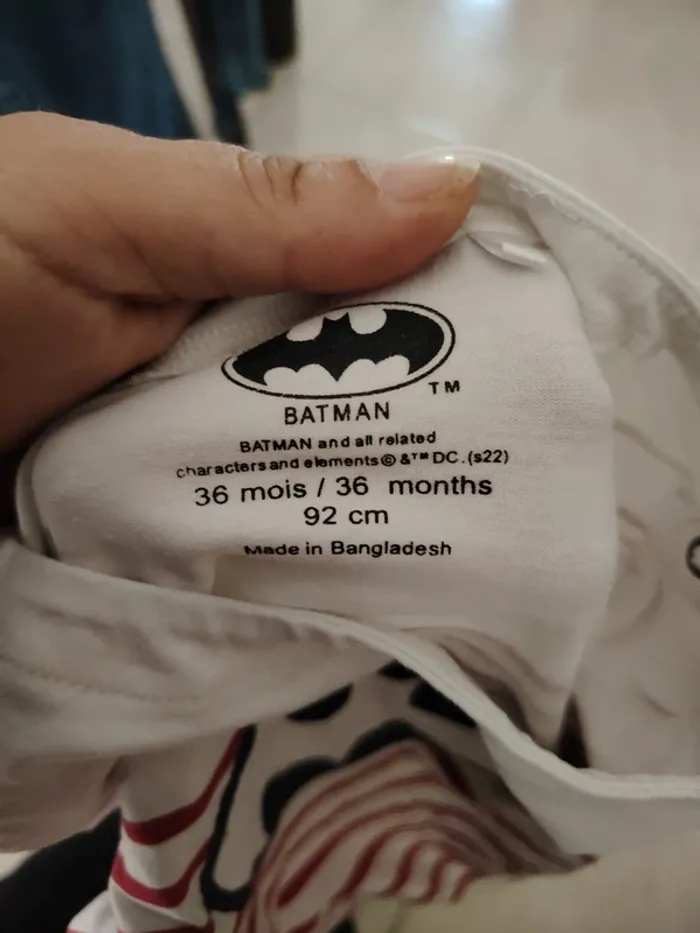 TM
BATMAN
BATMAN and all related
characters and elements © &™ DC. (s22)
36 mois / 36 months
92 cm
Made in Bangladesh